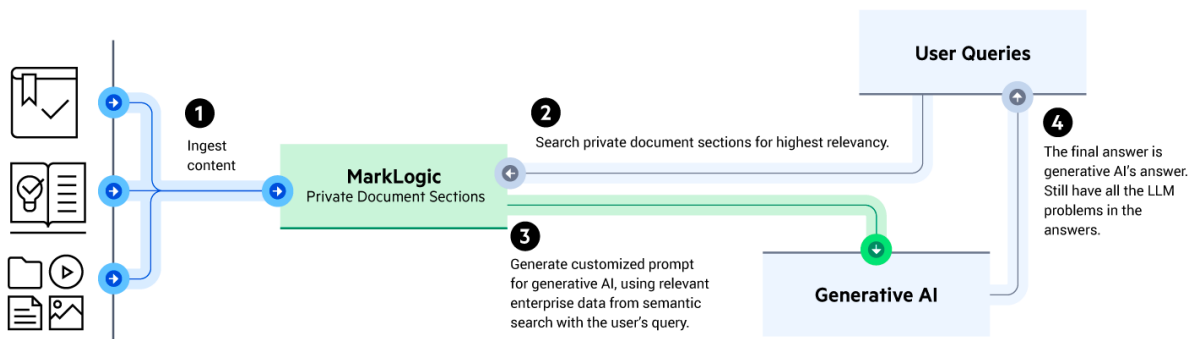 User Queries
1
Ingest
content
2
Search private document sections for highest relevancy.
MarkLogic
Private Document Sections
3
Generate customized prompt
for generative AI, using relevant
enterprise data from semantic
search with the user's query.
Generative AI
4
The final answer is
generative AI's answer.
Still have all the LLM
problems in the
answers.